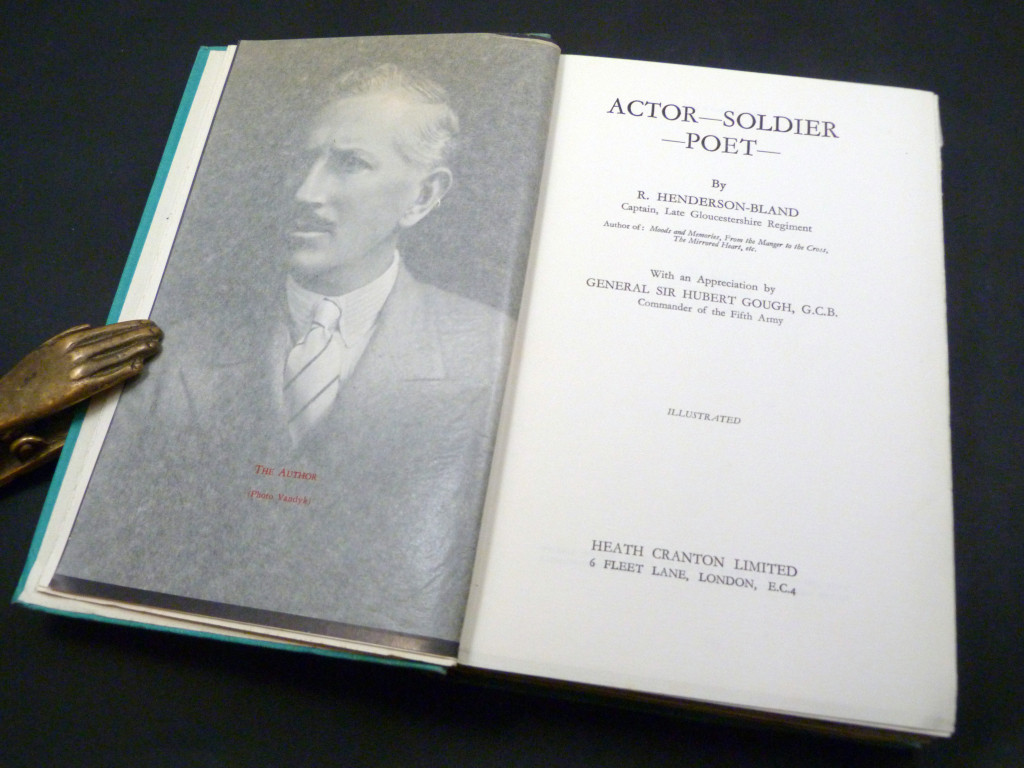 THE AUTHOR
(Photo Vandyk)
ACTOR—SOLDIER
—POET—
By
R. HENDERSON-BLAND
Captain, Late Gloucestershire Regiment
Author of: Moods and Memories, From the Manger to the Cross,
The Mirrored Heart, etc.
With an Appreciation by
GENERAL SIR HUBERT GOUGH, G.C.B.
Commander of the Fifth Army
ILLUSTRATED
HEATH CRANTON LIMITED
6 FLEET LANE, LONDON, E.C.4